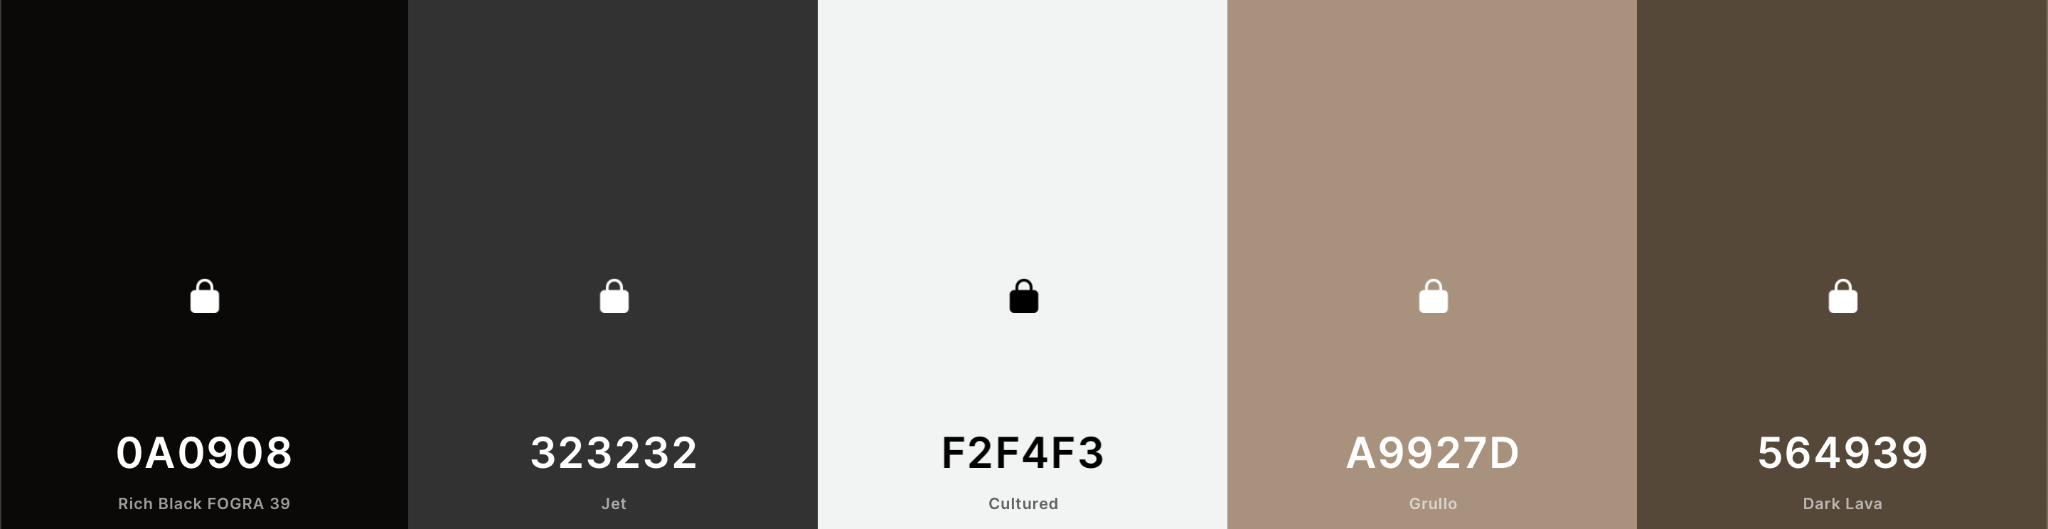 0A0908
Rich Black FOGRA 39
323232
Jet
F2F4F3
Cultured
A9927D
Grullo
564939
Dark Lava